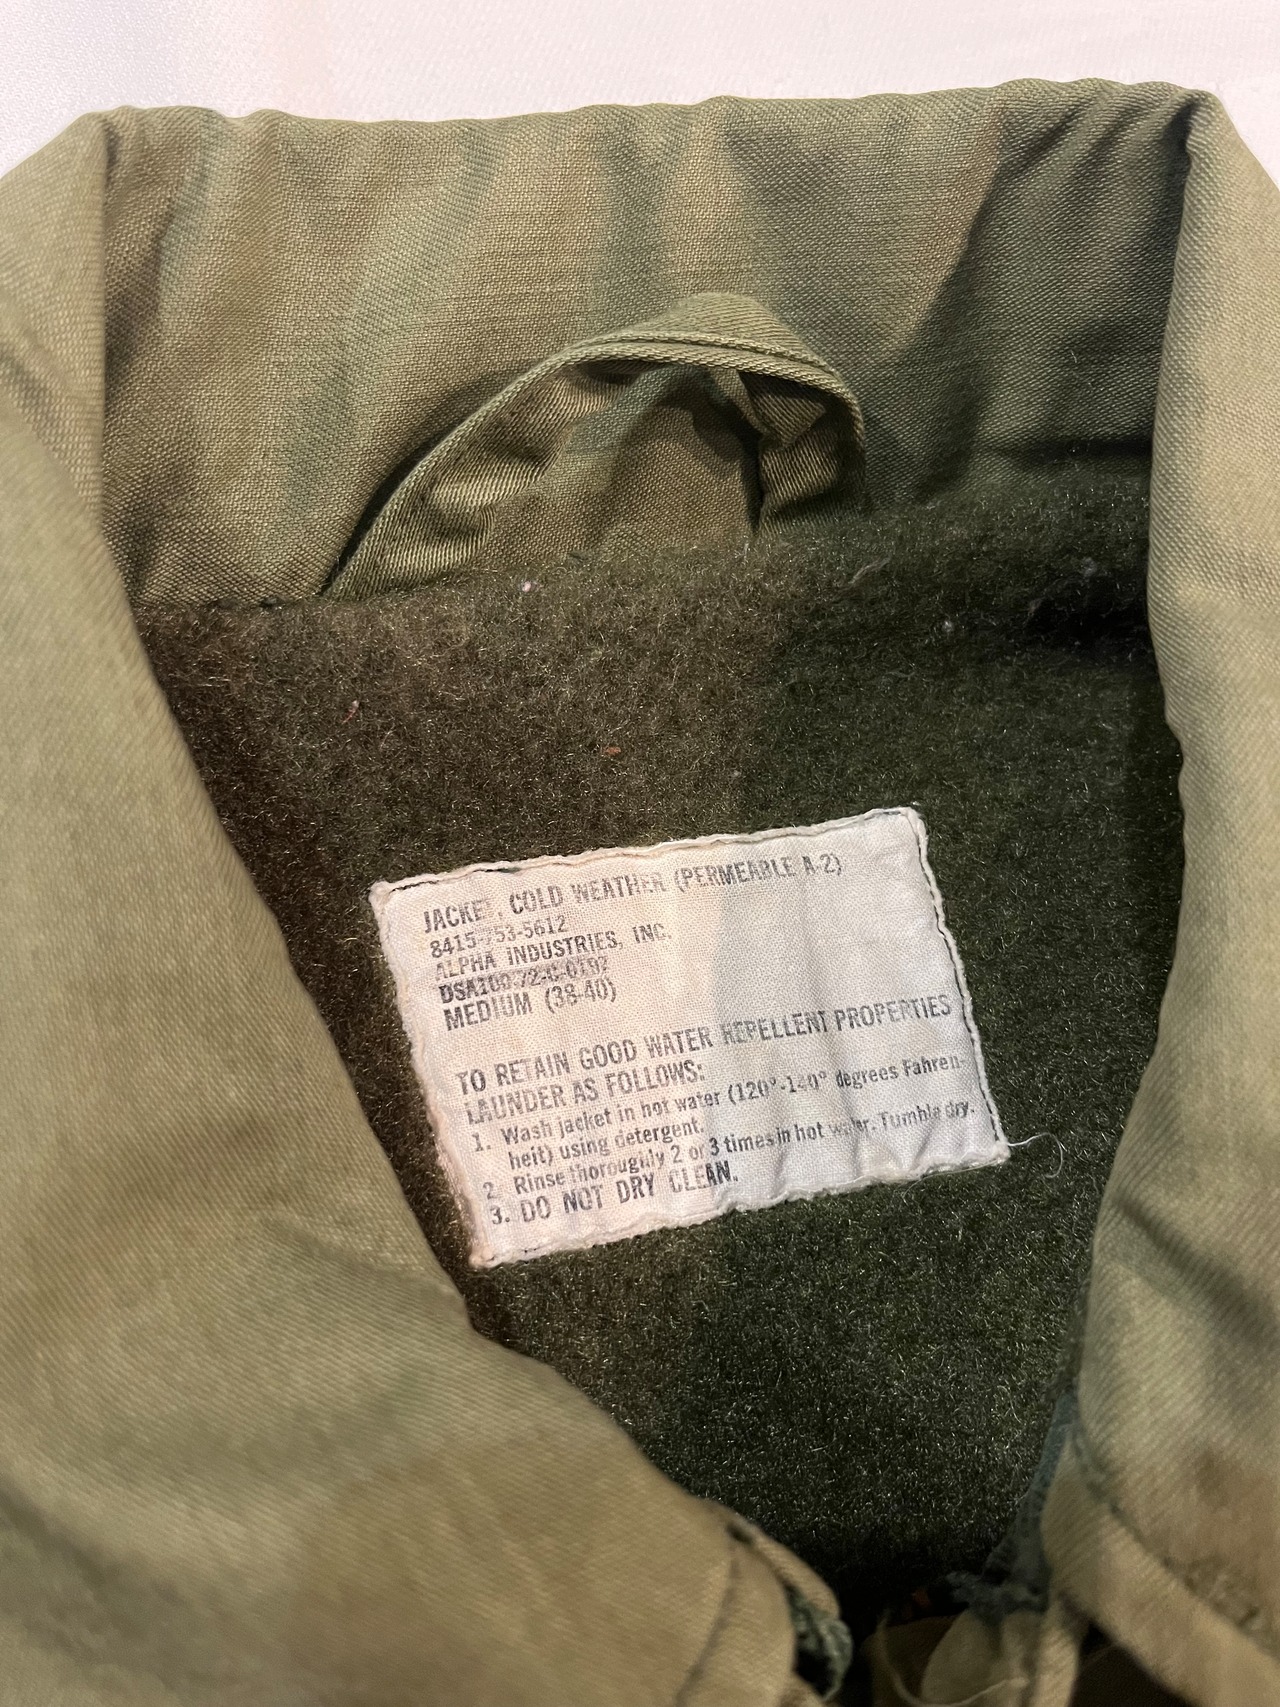 JACKET, COLD WEATHER (PERMEABLE A-2)
8415-753-5612
ALPHA INDUSTRIES, INC.
MEDIUM (38-40)
TO RETAIN GOOD WATER REPELLENT PROPERTIES
LAUNDER AS FOLLOWS:
1. Wash jacket in hot water (120°-140° degrees Fahren-
heit) using detergent.
2. Rinse thoroughly 2 or 3 times in hot water. Tumble dry.
3. DO NOT DRY CLEAN.